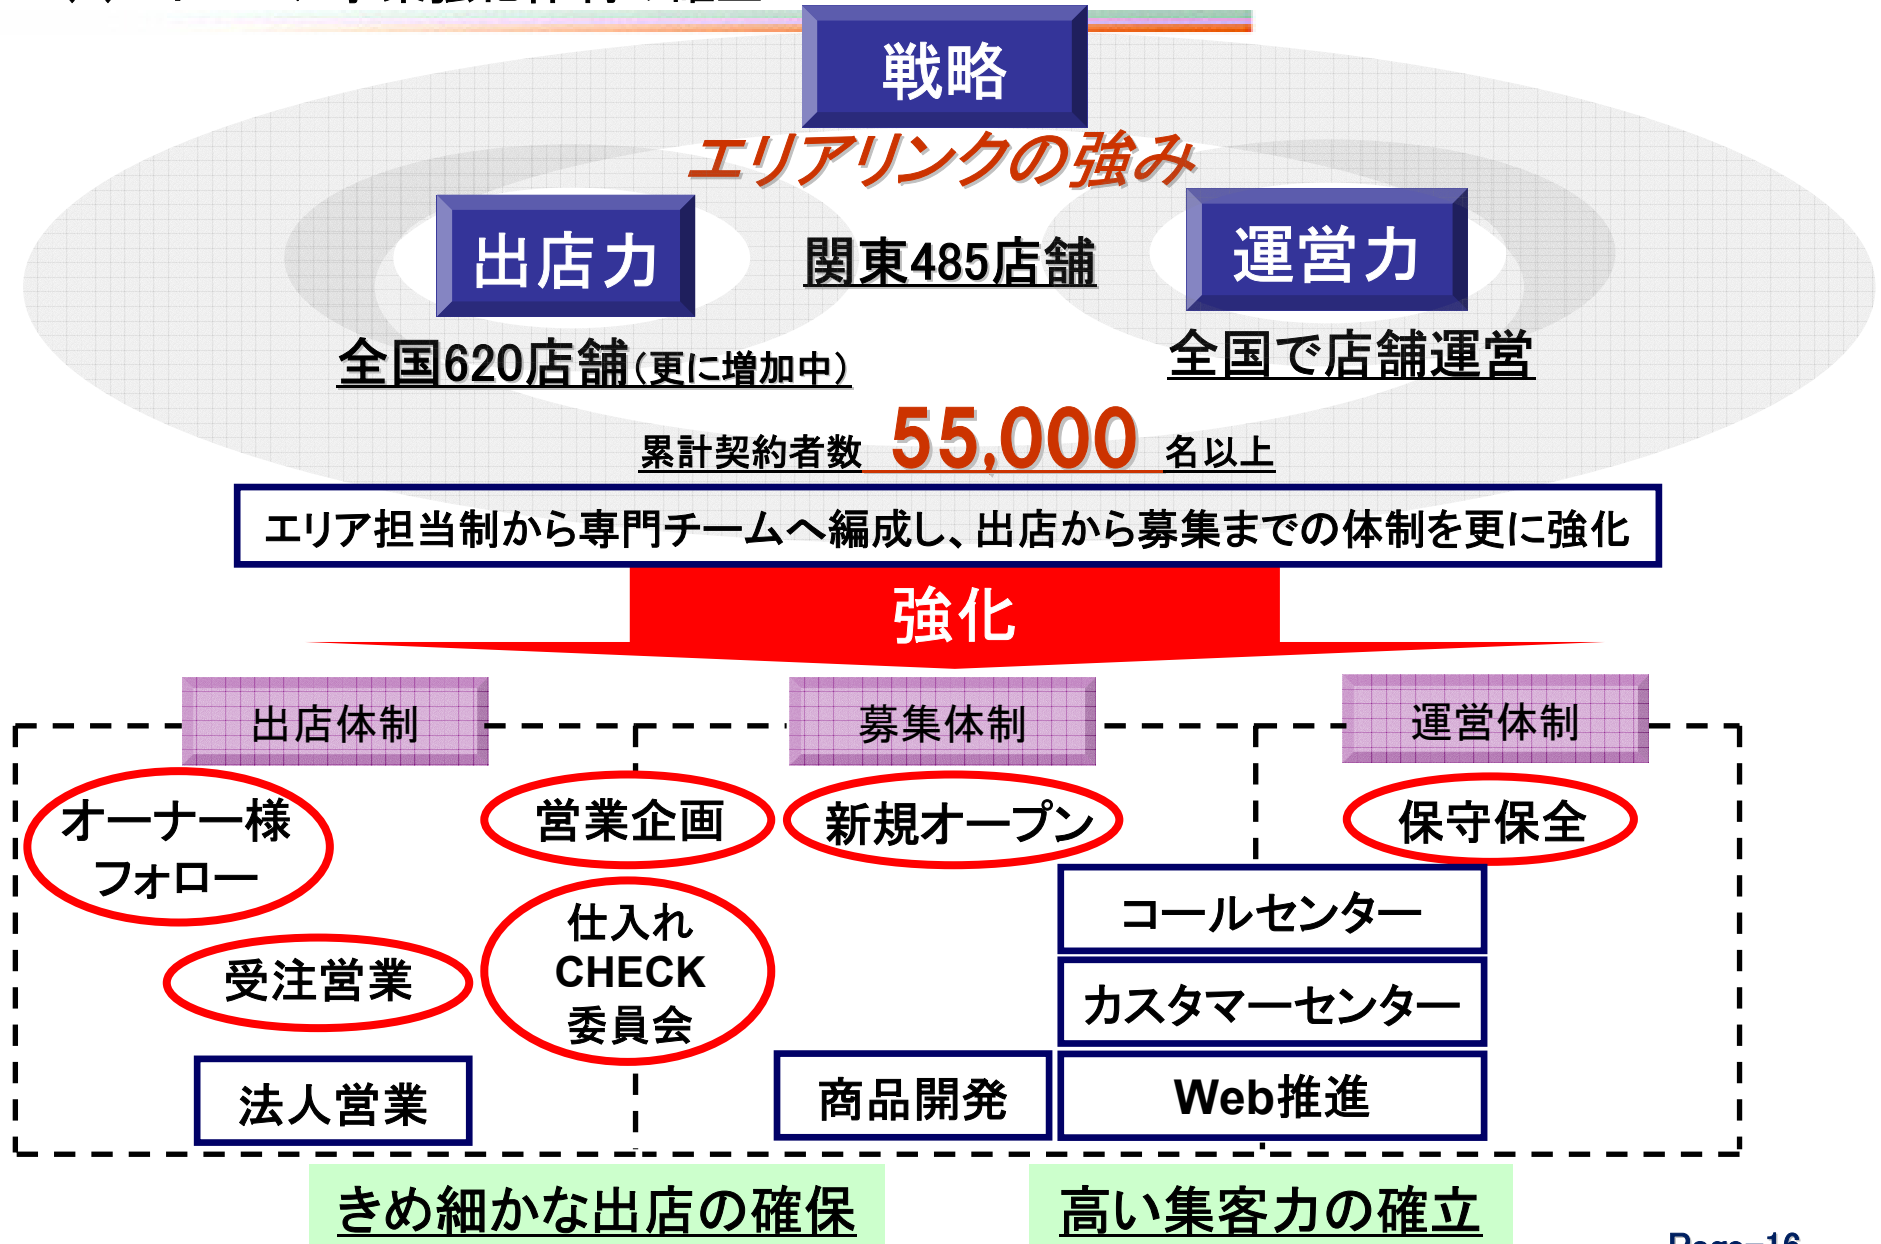 戦略
エリアリンクの強み
出店力
関東485店舗
運営力
全国620店舗(更に増加中)
全国で店舗運営
累計契約者数 55,000 名以上
エリア担当制から専門チームへ編成し、出店から募集までの体制を更に強化
強化
出店体制
募集体制
運営体制
オーナー様
フォロー
営業企画
新規オープン
保守保全
受注営業
仕入れ
CHECK
委員会
コールセンター
カスタマーセンター
法人営業
商品開発
Web推進
きめ細かな出店の確保
高い集客力の確立
Page-16